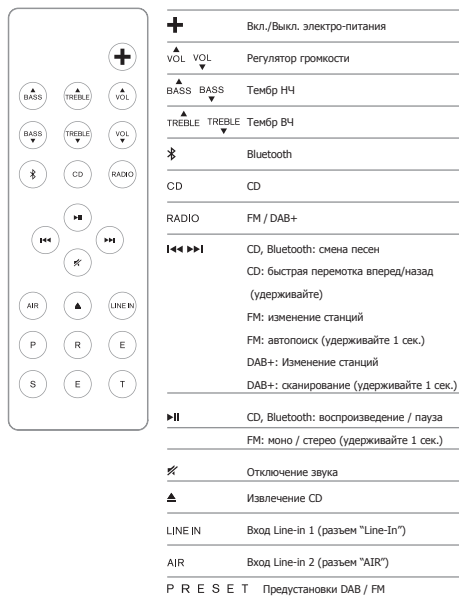 BASS TREBLE VOL
BASS TREBLE VOL
CD RADIO
AIR LINE IN
P R E
S E T
Вкл./Выкл. электро-питания
VOL VOL Регулятор громкости
BASS BASS Тембр НЧ
TREBLE TREBLE Тембр ВЧ
Bluetooth
CD CD
RADIO FM / DAB+
CD, Bluetooth: смена песен
CD: быстрая перемотка вперед/назад
(удерживайте)
FM: изменение станций
FM: автопоиск (удерживайте 1 сек.)
DAB+: Изменение станций
DAB+: сканирование (удерживайте 1 сек.)
CD, Bluetooth: воспроизведение / пауза
FM: моно / стерео (удерживайте 1 сек.)
Отключение звука
Извлечение CD
LINE IN Вход Line-in 1 (разъем “Line-In”)
AIR Вход Line-in 2 (разъем “AIR”)
P R E S E T Предустановки DAB / FM